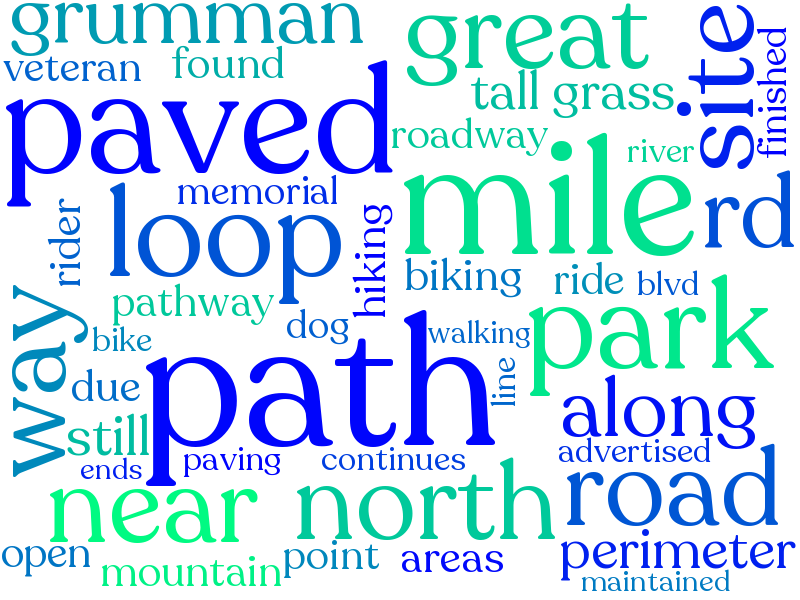 grumman
great
site
finished
veteran
found
tall grass
paved
roadway
river
mile
rd
memorial
loop
rider
hiking
biking
ride
blvd
pathway
way
bike
dog
walking
park
path
line
due
along
still
advertised
ends
paving
continues
near
north
road
open
mountain
point
areas
perimeter
maintained